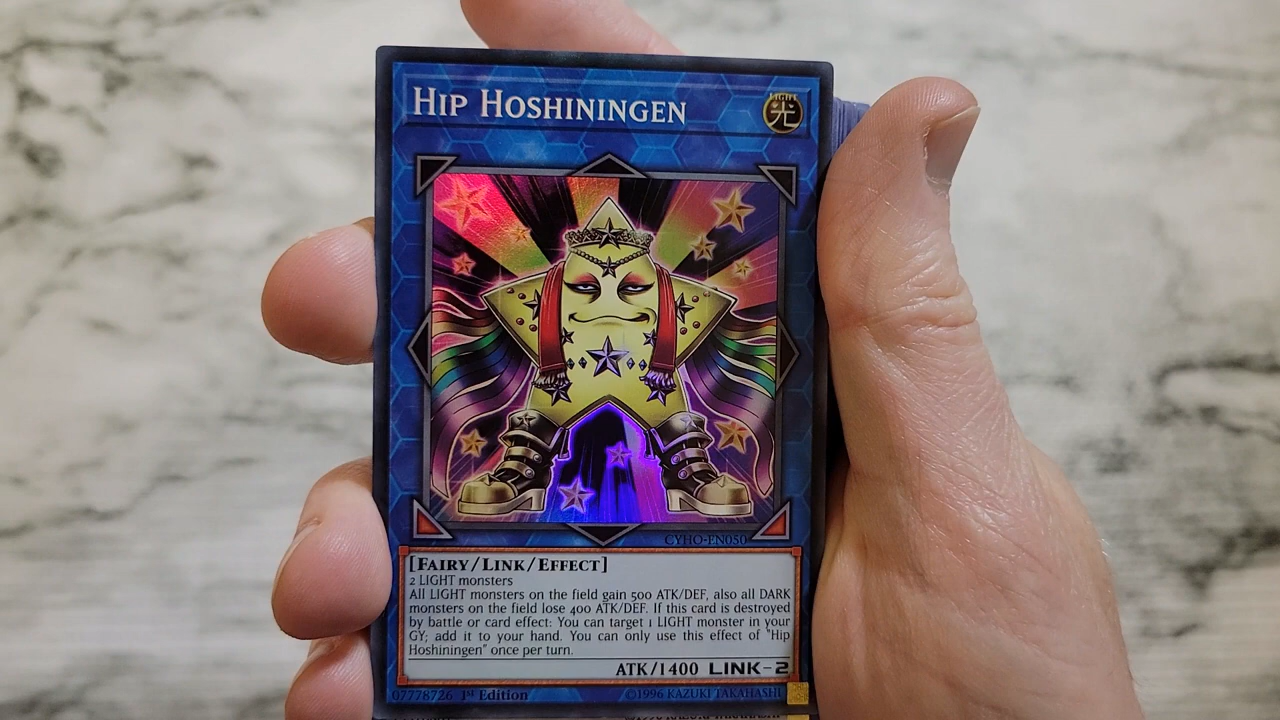 HIP HOSHININGEN
LIGHT
光
CYHO-EN050
[FAIRY/LINK/EFFECT]
2 LIGHT monsters
All LIGHT monsters on the field gain 500 ATK/DEF, also all DARK
monsters on the field lose 400 ATK/DEF. If this card is destroyed
by battle or card effect: You can target 1 LIGHT monster in your
GY; add it to your hand. You can only use this effect of "Hip
Hoshiningen" once per turn.
ATK/1400 LINK-2
07778726 1st Edition ©1996 KAZUKI TAKAHASHI